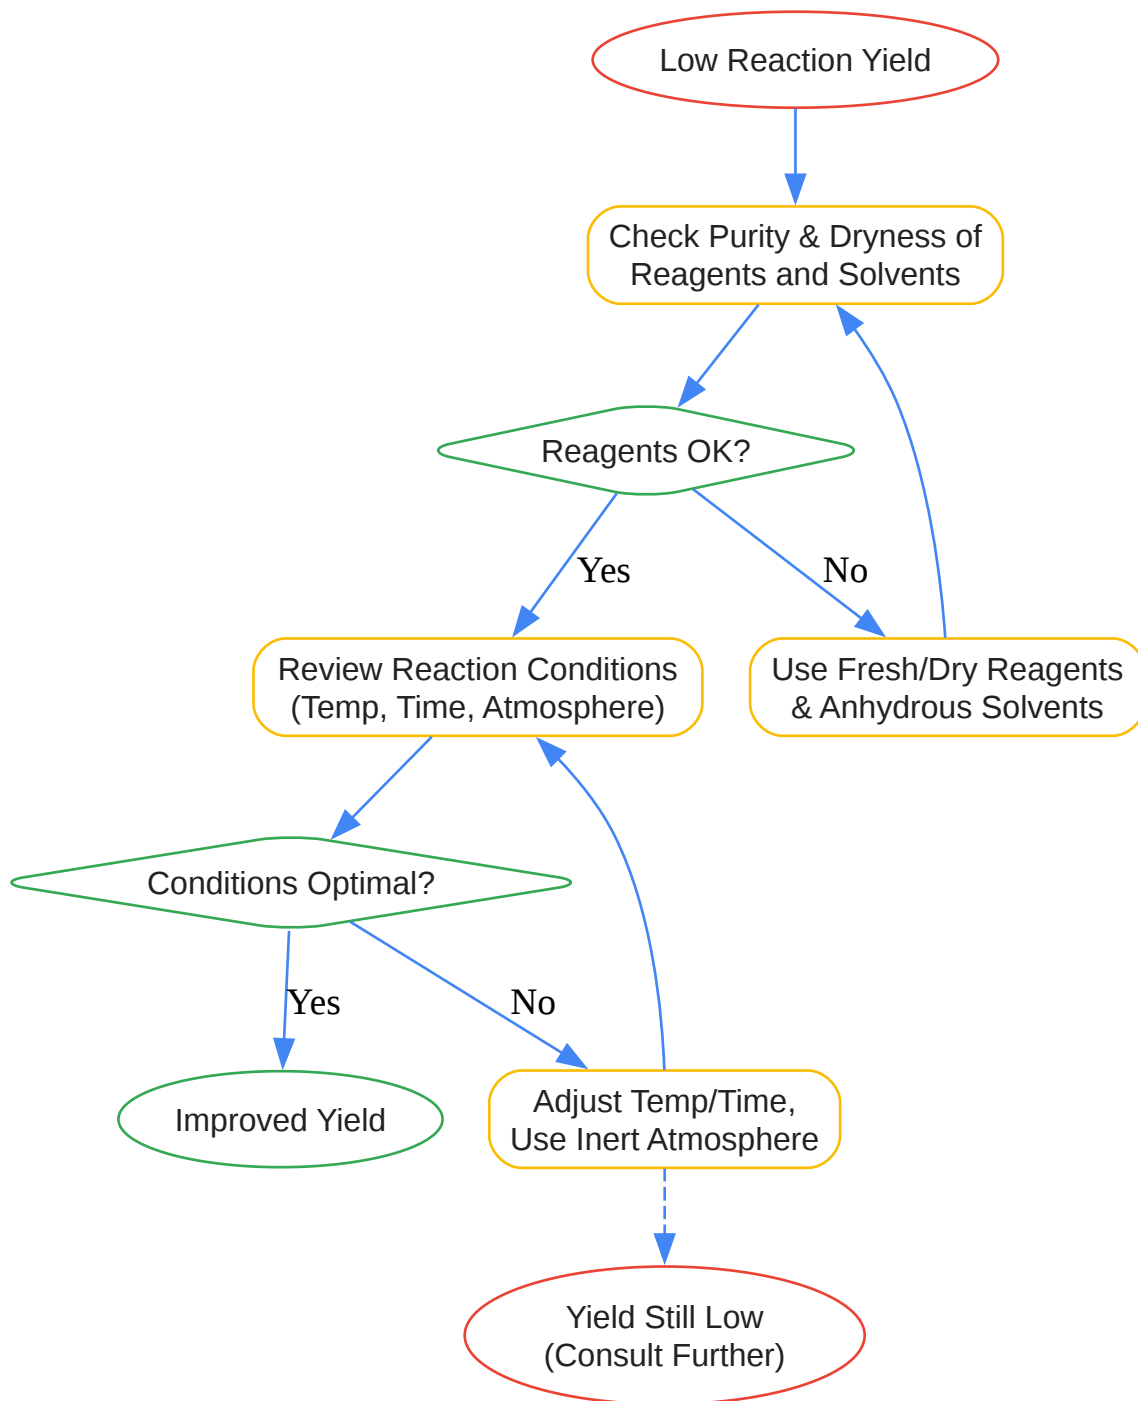 Low Reaction Yield
Check Purity & Dryness of
Reagents and Solvents
Reagents OK?
Yes
No
Review Reaction Conditions
(Temp, Time, Atmosphere)
Use Fresh/Dry Reagents
& Anhydrous Solvents
Conditions Optimal?
Yes
No
Improved Yield
Adjust Temp/Time,
Use Inert Atmosphere
Yield Still Low
(Consult Further)